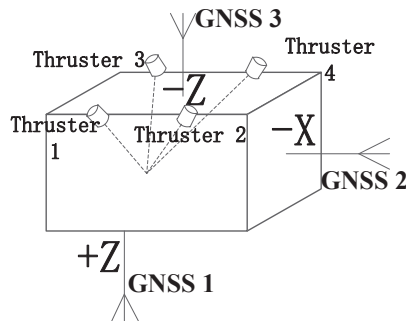 GNSS 3
Thruster 3
Thruster
4
-Z
Thruster
1
Thruster 2
-X
GNSS 2
+Z
GNSS 1